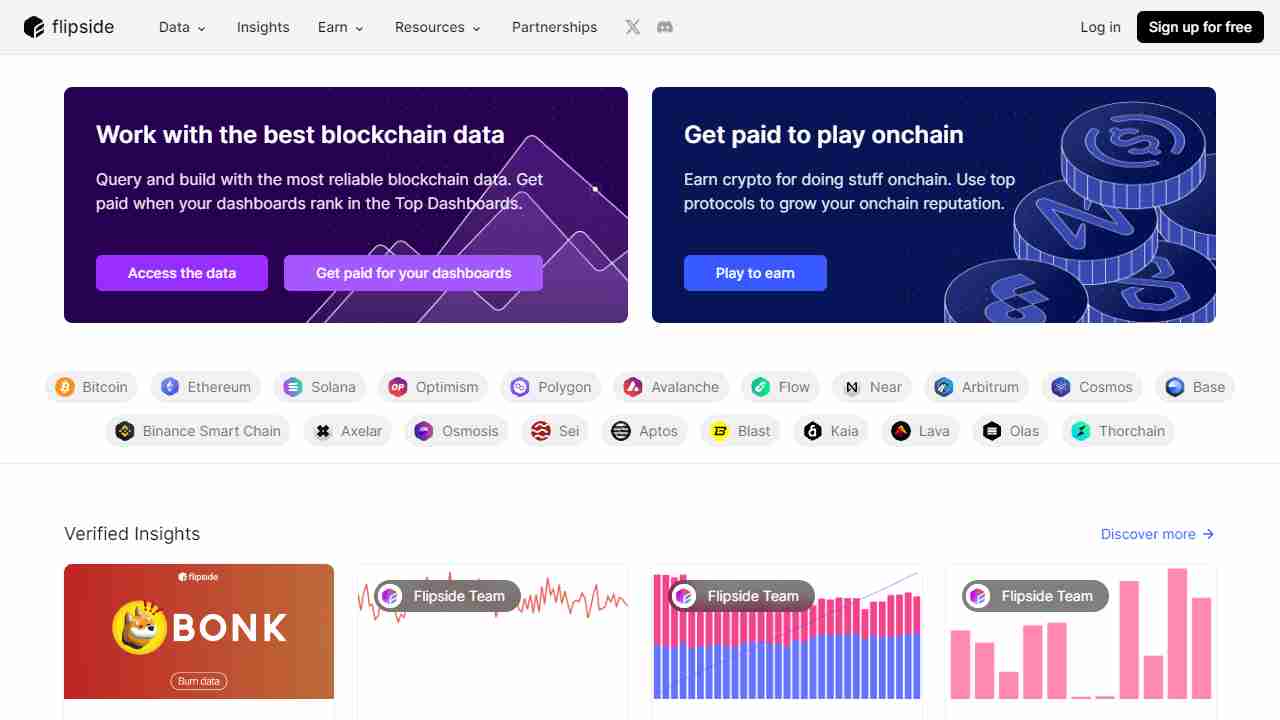 flipside
Data
Insights
Earn
Resources
Partnerships
Log in
Sign up for free
Work with the best blockchain data
Query and build with the most reliable blockchain data. Get
paid when your dashboards rank in the Top Dashboards.
Access the data
Get paid for your dashboards
Get paid to play onchain
Earn crypto for doing stuff onchain. Use top
protocols to grow your onchain reputation.
Play to earn
Bitcoin
Ethereum
Solana
OP
Optimism
Polygon
Avalanche
Flow
Near
Arbitrum
Cosmos
Base
Binance Smart Chain
Axelar
Osmosis
Sei
Aptos
Blast
Kaia
Lava
Olas
Thorchain
Verified Insights
Discover more →
flipside
BONK
Burn data
Flipside Team
Flipside Team
Flipside Team